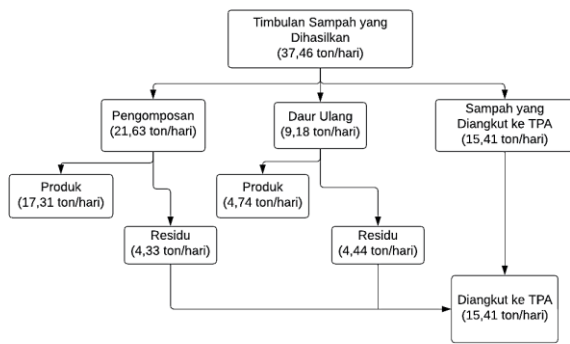 Timbulan Sampah yang
Dihasilkan
(37,46 ton/hari)
Pengomposan
(21,63 ton/hari)
Daur Ulang
(9,18 ton/hari)
Sampah yang
Diangkut ke TPA
(15,41 ton/hari)
Produk
(17,31 ton/hari)
Produk
(4,74 ton/hari)
Residu
(4,33 ton/hari)
Residu
(4,44 ton/hari)
Diangkut ke TPA
(15,41 ton/hari)